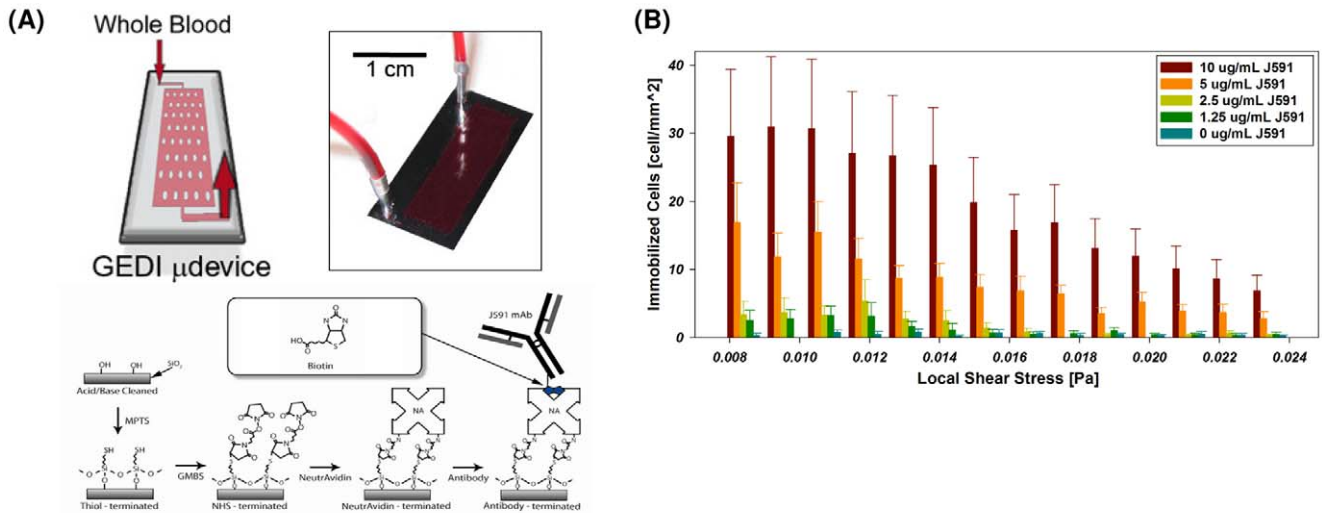 (A)
Whole Blood
GEDI μdevice
1 cm
Biotin
HO
O
HN
NH
O
S
J591 mAb
OH
OH
SiO₂
Acid/Base Cleaned
MPTS
SH
SH
Thiol - terminated
GMBS
NHS - terminated
NeutrAvidin
NA
NeutrAvidin - terminated
Antibody
NA
Antibody - terminated
(B)
Immobilized Cells [cell/mm^2]
40
30
20
10
0
10 ug/mL J591
5 ug/mL J591
2.5 ug/mL J591
1.25 ug/mL J591
0 ug/mL J591
0.008
0.010
0.012
0.014
0.016
0.018
0.020
0.022
0.024
Local Shear Stress [Pa]